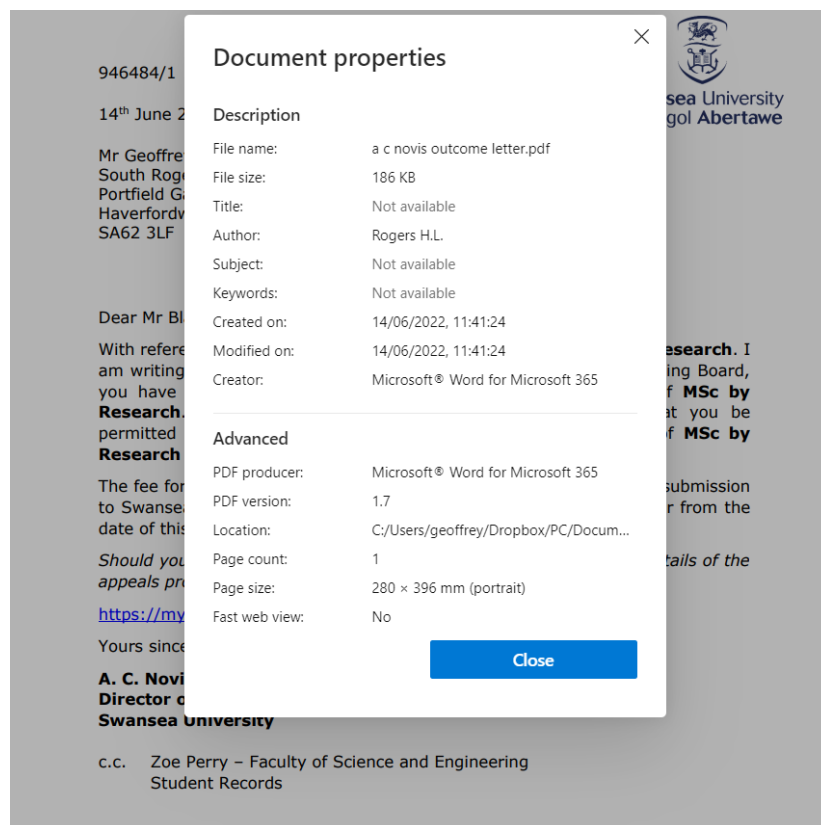 Document properties
Description
File name: a c novis outcome letter.pdf
File size: 186 KB
Title: Not available
Author: Rogers H.L.
Subject: Not available
Keywords: Not available
Created on: 14/06/2022, 11:41:24
Modified on: 14/06/2022, 11:41:24
Creator: Microsoft® Word for Microsoft 365
Advanced
PDF producer: Microsoft® Word for Microsoft 365
PDF version: 1.7
Location: C:/Users/geoffrey/Dropbox/PC/Docum...
Page count: 1
Page size: 280 × 396 mm (portrait)
Fast web view: No
Close
sea University
gol Abertawe
946484/1
14th June 2
Mr Geoffre
South Rog
Portfield G
Haverfordw
SA62 3LF
Dear Mr Bl
With refere esearch. I
am writing ing Board,
you have f MSc by
Research. at you be
permitted of MSc by
Research
The fee for submission
to Swanse r from the
date of this
Should you tails of the
appeals pro
https://my
Yours since
A. C. Novi
Director o
Swansea University
c.c. Zoe Perry – Faculty of Science and Engineering
Student Records